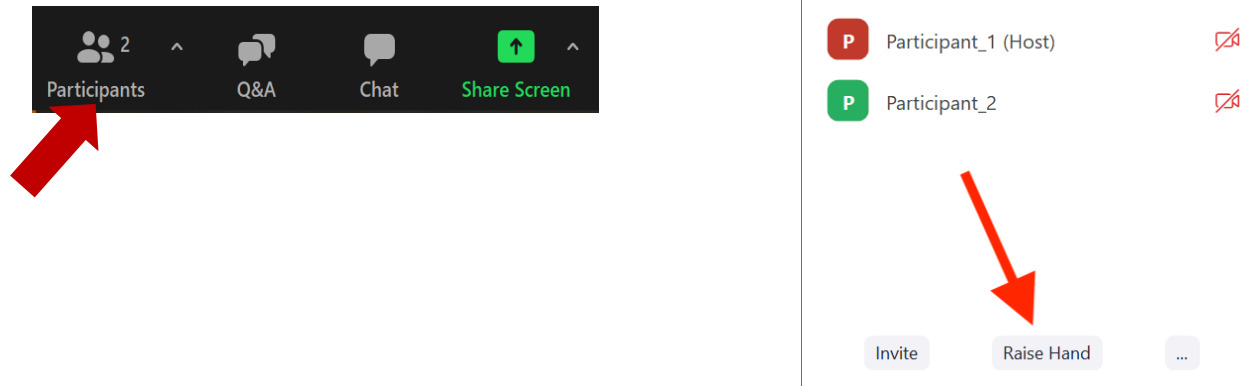 2
Participants
Q&A
Chat
Share Screen
P
Participant_1 (Host)
P
Participant_2
Invite
Raise Hand
...